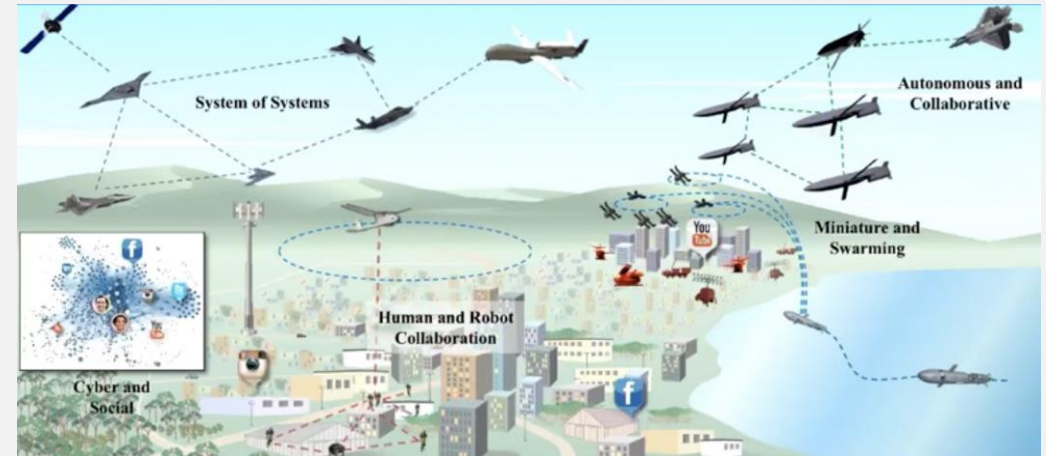 System of Systems
Autonomous and
Collaborative
Miniature and
Swarming
You
Tube
Human and Robot
Collaboration
Cyber and
Social